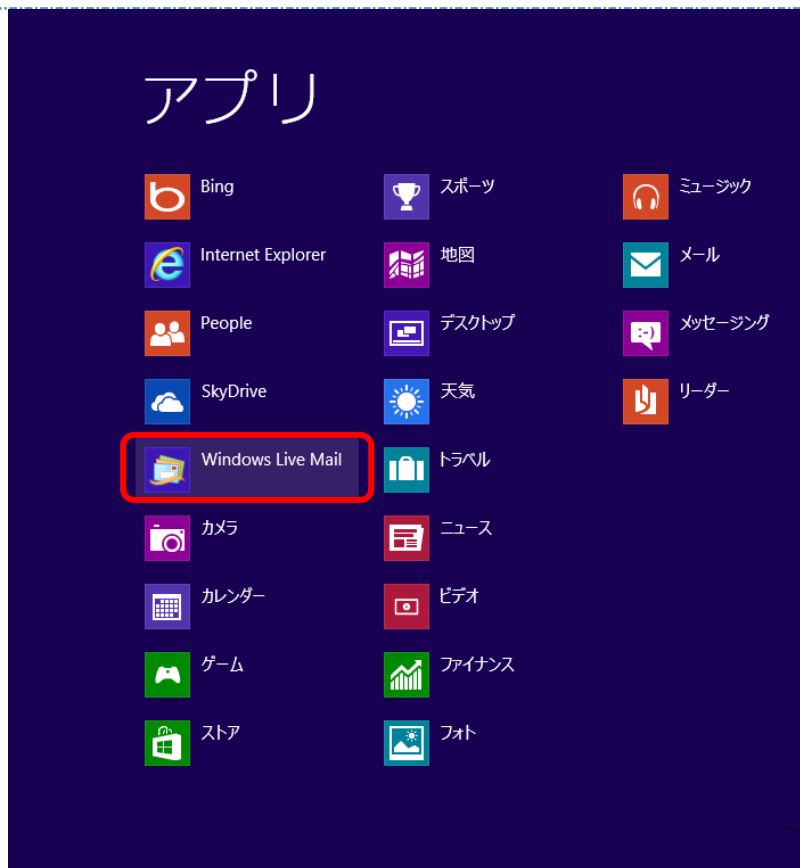 アプリ
Bing
Internet Explorer
People
SkyDrive
Windows Live Mail
カメラ
カレンダー
ゲーム
ストア
スポーツ
地図
デスクトップ
天気
トラベル
ニュース
ビデオ
ファイナンス
フォト
ミュージック
メール
メッセージング
リーダー